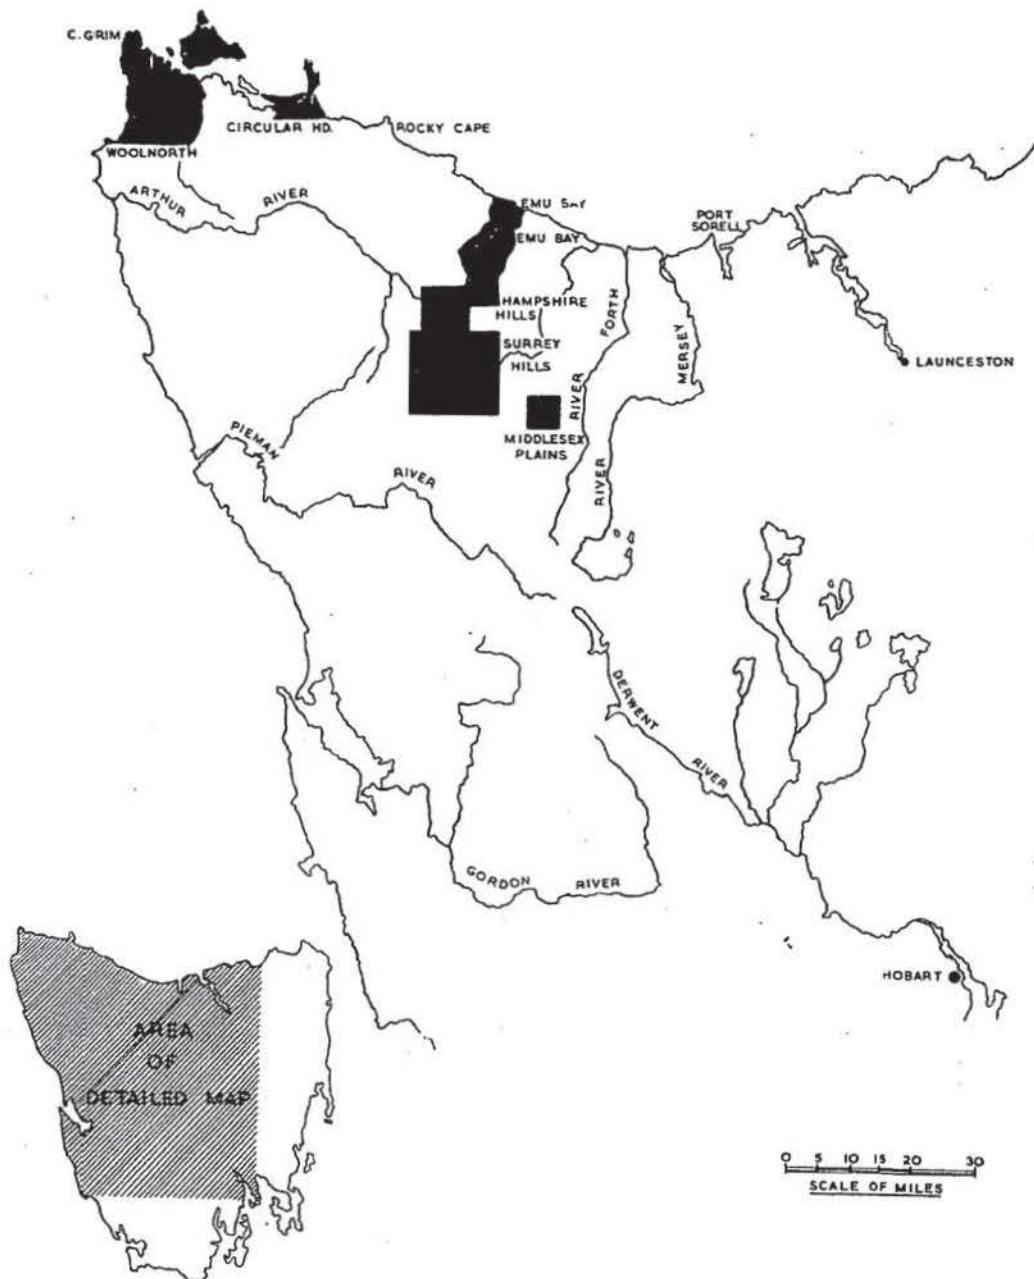 C. GRIM
CIRCULAR HD.
ROCKY CAPE
WOOLNORTH
ARTHUR RIVER
EMU BAY
EMU BAY
PORT
SORELL
HAMPSHIRE
HILLS
SURREY
HILLS
FORTH
RIVER
MERSEY
RIVER
LAUNCESTON
MIDDLESEX
PLAINS
PIEMAN
RIVER
DERWENT
RIVER
GORDON RIVER
HOBART
AREA
OF
DETAILED MAP
0 5 10 15 20 30
SCALE OF MILES